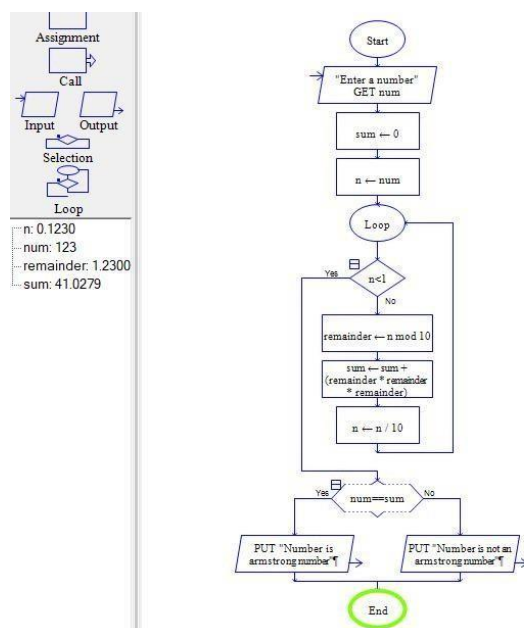 Assignment
Call
Input Output
Selection
Loop
n: 0.1230
num: 123
remainder: 1.2300
sum: 41.0279
Start
"Enter a number"
GET num
sum ← 0
n ← num
Loop
Yes
n<1
No
remainder ← n mod 10
sum ← sum +
(remainder * remainder
* remainder)
n ← n / 10
Yes
num==sum
No
PUT "Number is
armstrong number"¶
PUT "Number is not an
armstrong number"¶
End